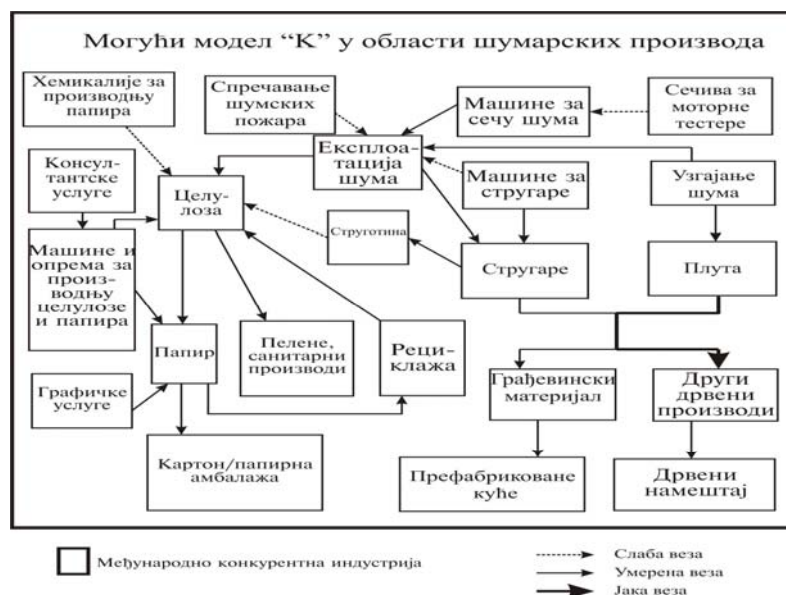 Могући модел “К” у области шумарских производа
Хемикалије за
производњу
папира
Спречавање
шумских
пожара
Машине за
сечу шума
Сечива за
моторне
тестере
Консул-
тантске
услуге
Целу-
лоза
Експлоа-
тација
шума
Машине за
стругаре
Узгајање
шума
Машине и
опрема за
произ-
водњу
целулозе
и папира
Струготина
Стругаре
Плута
Папир
Пелене,
санитарни
производи
Реци-
клажа
Грађевински
материјал
Други
дрвени
производи
Графичке
услуге
Картон/папирна
амбалажа
Префабриковане
куће
Дрвени
намештај
Међународно конкурентна индустрија
Слаба веза
Умерена веза
Јака веза